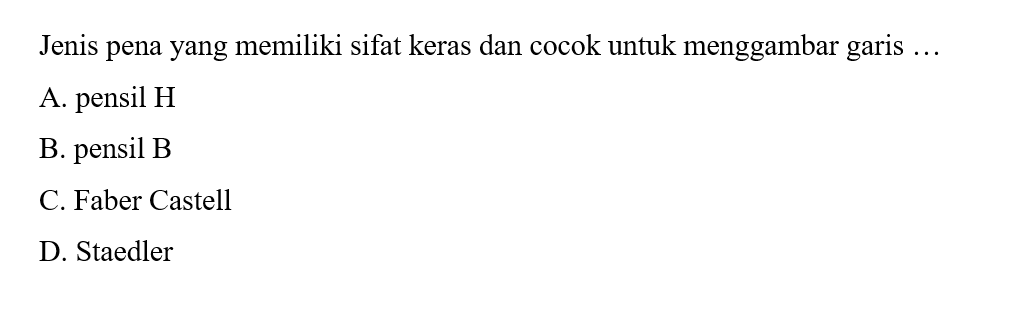 Jenis pena yang memiliki sifat keras dan cocok untuk menggambar garis …
A. pensil H
B. pensil B
C. Faber Castell
D. Staedler